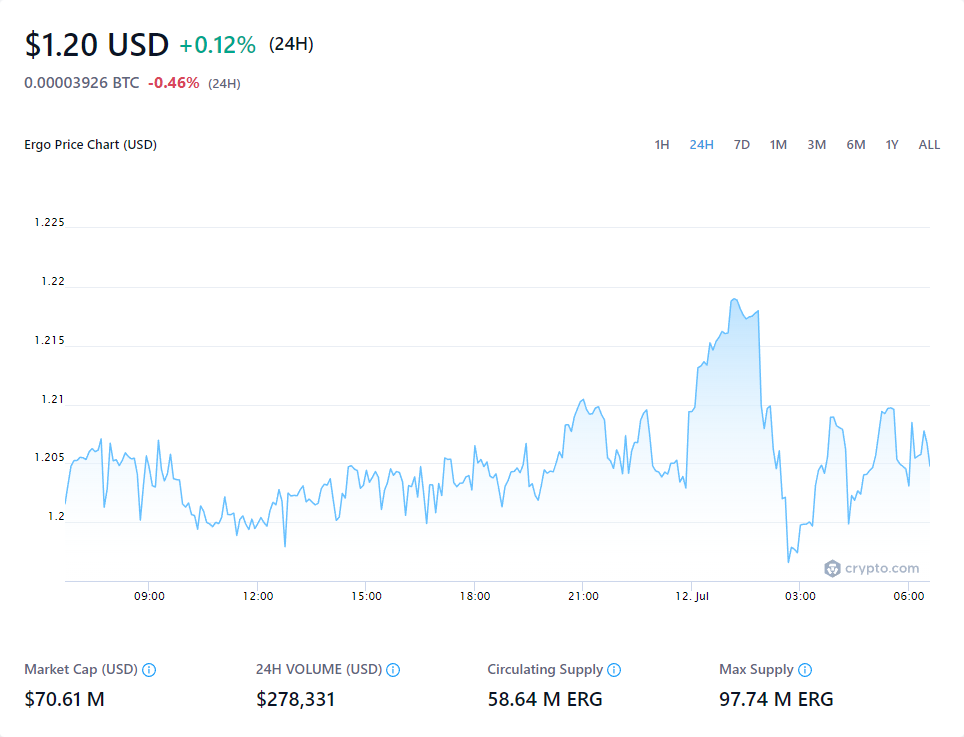 $1.20 USD +0.12% (24H)
0.00003926 BTC -0.46% (24H)
Ergo Price Chart (USD) 1H 24H 7D 1M 3M 6M 1Y ALL
1.225
1.22
1.215
1.21
1.205
1.2
crypto.com
09:00 12:00 15:00 18:00 21:00 12. Jul 03:00 06:00
Market Cap (USD) 24H VOLUME (USD) Circulating Supply Max Supply
$70.61 M $278,331 58.64 M ERG 97.74 M ERG